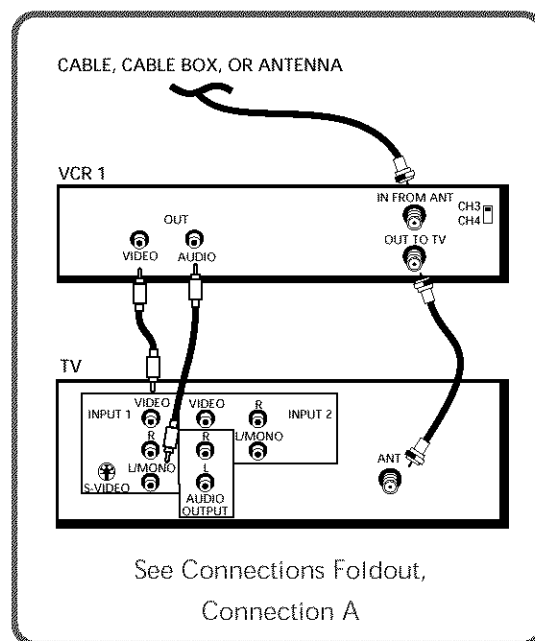 CABLE, CABLE BOX, OR ANTENNA
VCR 1
IN FROM ANT
CH3
CH4
OUT
VIDEO
AUDIO
OUT TO TV
TV
VIDEO
VIDEO
R
INPUT 1
INPUT 2
R
R
L/MONO
ANT
L/MONO
L
S-VIDEO
AUDIO
OUTPUT
See Connections Foldout,
Connection A